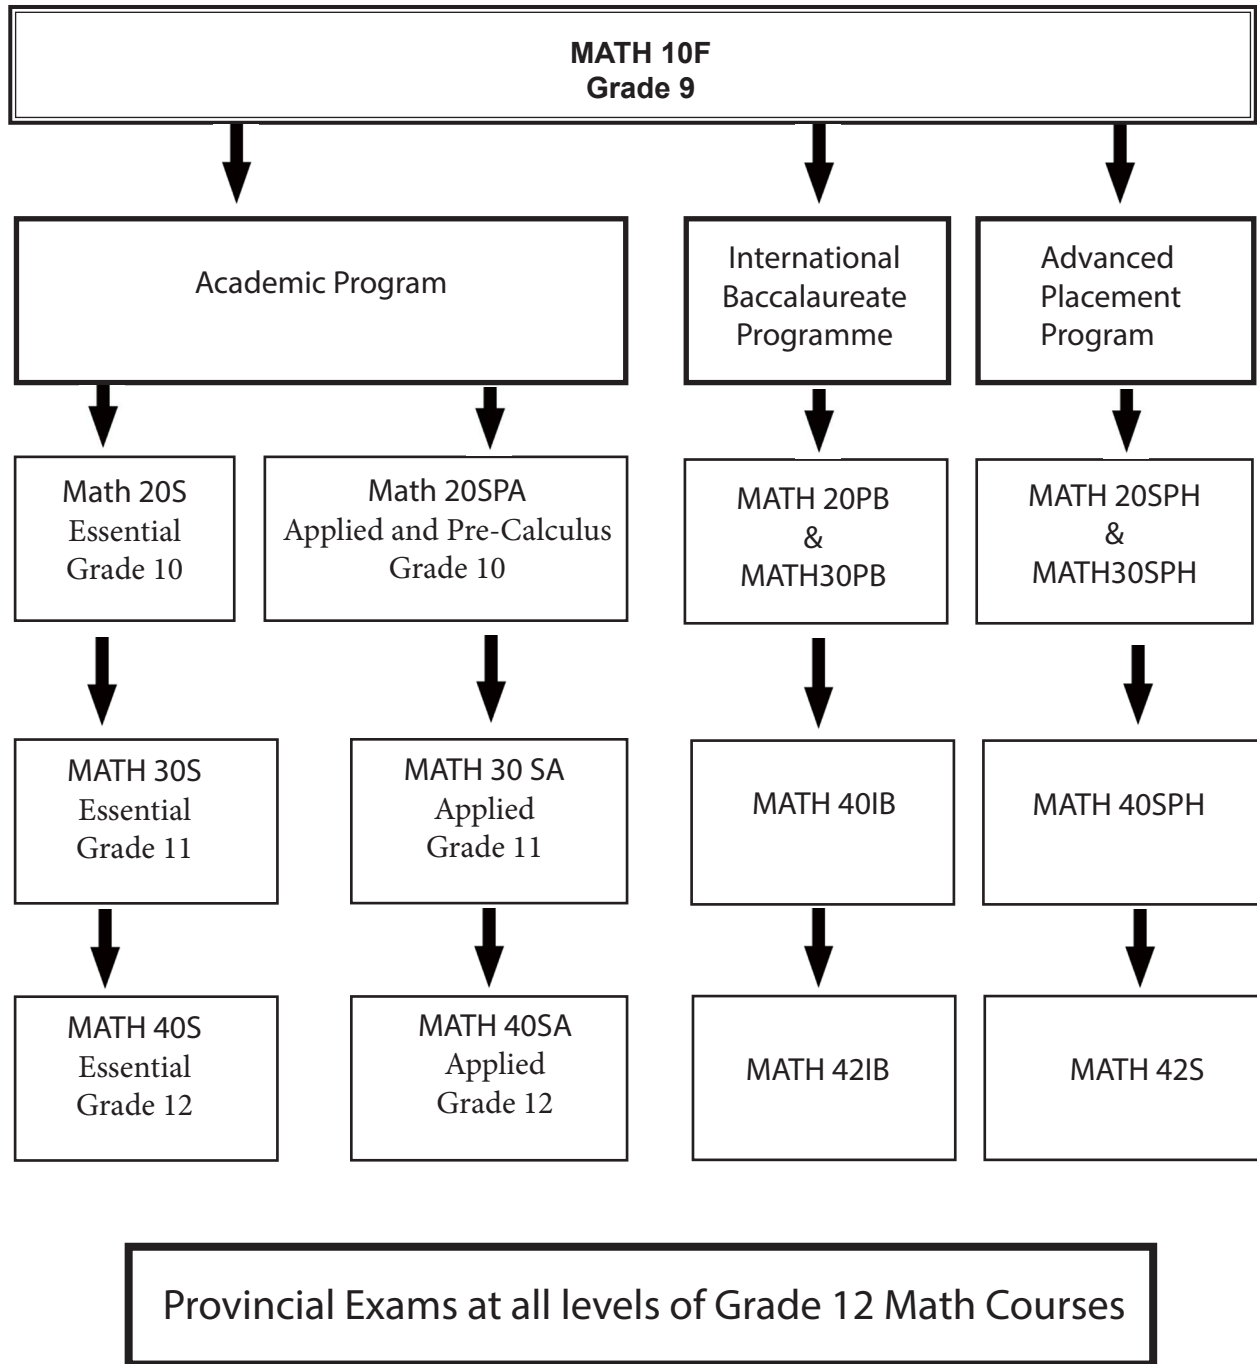 MATH 10F
Grade 9
Academic Program
International
Baccalaureate
Programme
Advanced
Placement
Program
Math 20S
Essential
Grade 10
Math 20SPA
Applied and Pre-Calculus
Grade 10
MATH 20PB
&
MATH30PB
MATH 20SPH
&
MATH30SPH
MATH 30S
Essential
Grade 11
MATH 30 SA
Applied
Grade 11
MATH 40IB
MATH 40SPH
MATH 40S
Essential
Grade 12
MATH 40SA
Applied
Grade 12
MATH 42IB
MATH 42S
Provincial Exams at all levels of Grade 12 Math Courses